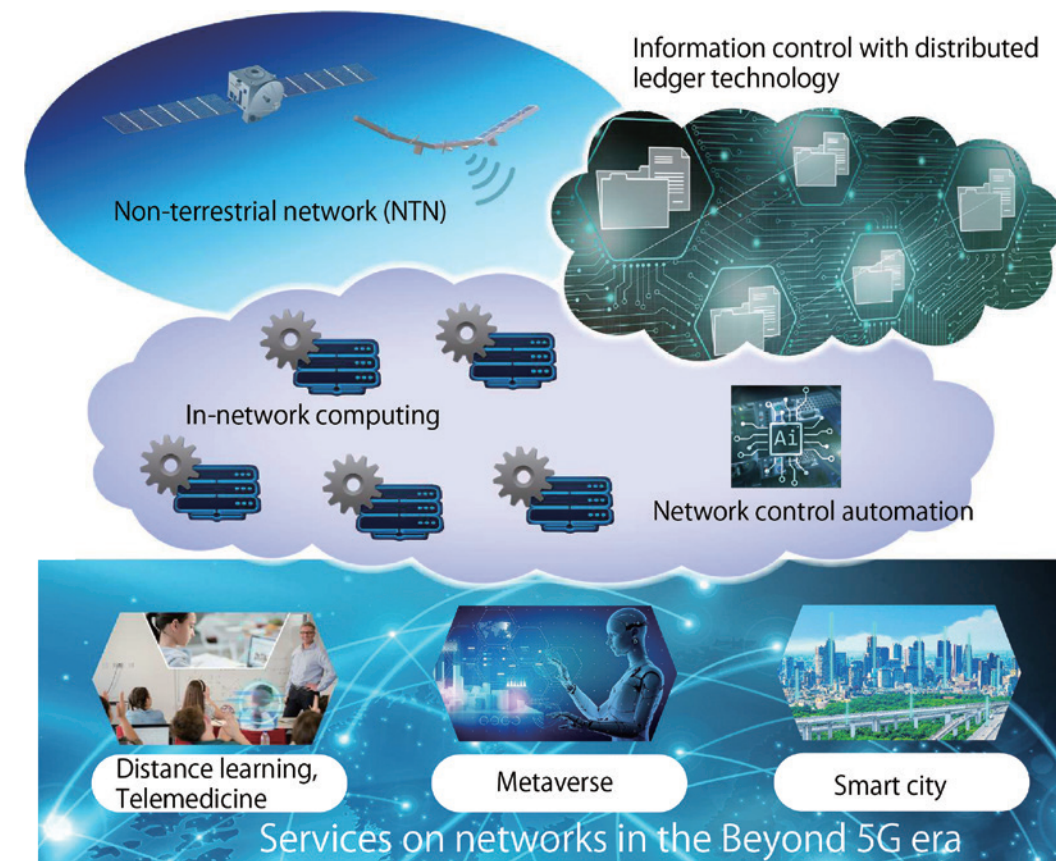 Information control with distributed
ledger technology
Non-terrestrial network (NTN)
In-network computing
Ai
Network control automation
Distance learning,
Telemedicine
Metaverse
Smart city
Services on networks in the Beyond 5G era